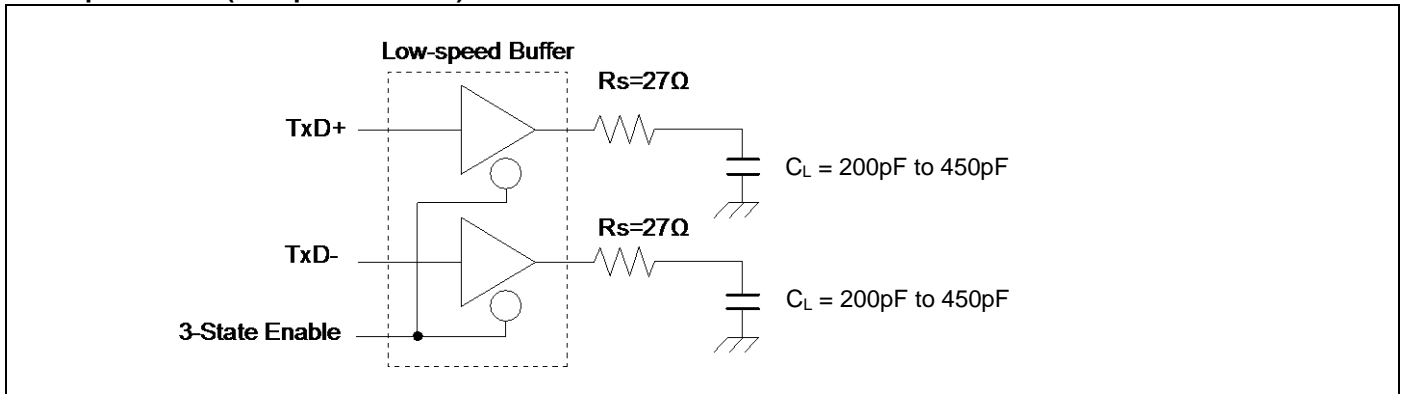 Low-speed Buffer
Rs=27Ω
TxD+
C_L = 200pF to 450pF
Rs=27Ω
TxD-
C_L = 200pF to 450pF
3-State Enable